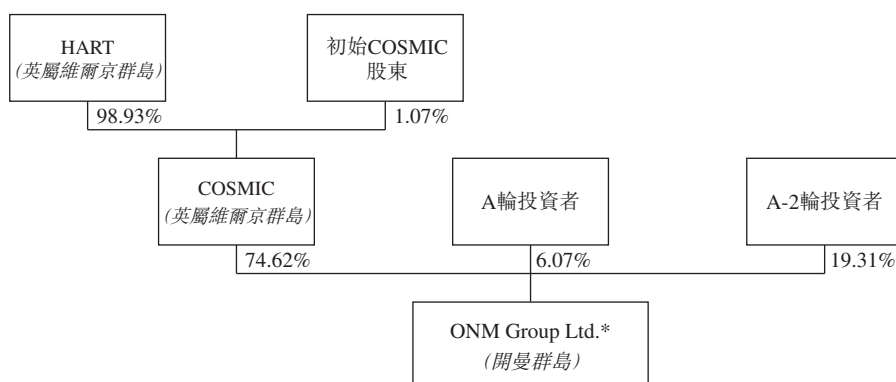 HART
(英屬維爾京群島)
初始COSMIC
股東
98.93%
1.07%
COSMIC
(英屬維爾京群島)
A輪投資者
A-2輪投資者
74.62%
6.07%
19.31%
ONM Group Ltd.*
(開曼群島)